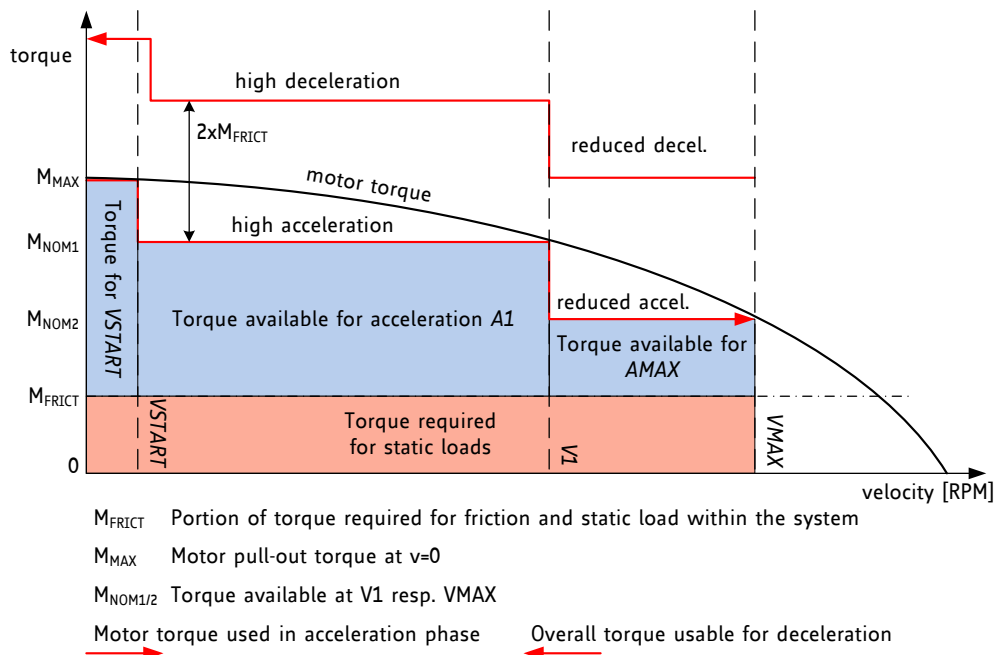 torque
high deceleration
2xMFRICT
reduced decel.
MMAX
motor torque
Torque for VSTART
high acceleration
MNOM1
reduced accel.
MNOM2
Torque available for acceleration A1
Torque available for
AMAX
MFRICT
VSTART
Torque required
for static loads
V1
VMAX
0
velocity [RPM]
MFRICT Portion of torque required for friction and static load within the system
MMAX Motor pull-out torque at v=0
MNOM1/2 Torque available at V1 resp. VMAX
Motor torque used in acceleration phase
Overall torque usable for deceleration